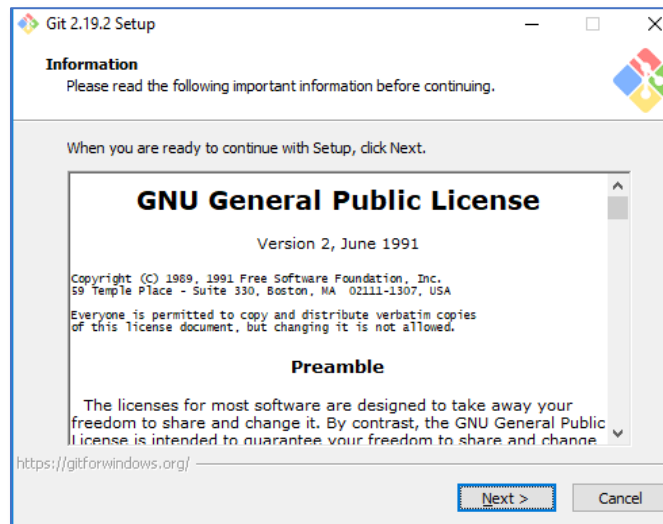 Git 2.19.2 Setup
Information
Please read the following important information before continuing.
When you are ready to continue with Setup, click Next.
GNU General Public License
Version 2, June 1991
Copyright (C) 1989, 1991 Free Software Foundation, Inc.
59 Temple Place - Suite 330, Boston, MA  02111-1307, USA
Everyone is permitted to copy and distribute verbatim copies
of this license document, but changing it is not allowed.
Preamble
The licenses for most software are designed to take away your
freedom to share and change it. By contrast, the GNU General Public
License is intended to guarantee your freedom to share and change
https://gitforwindows.org/
Next >
Cancel